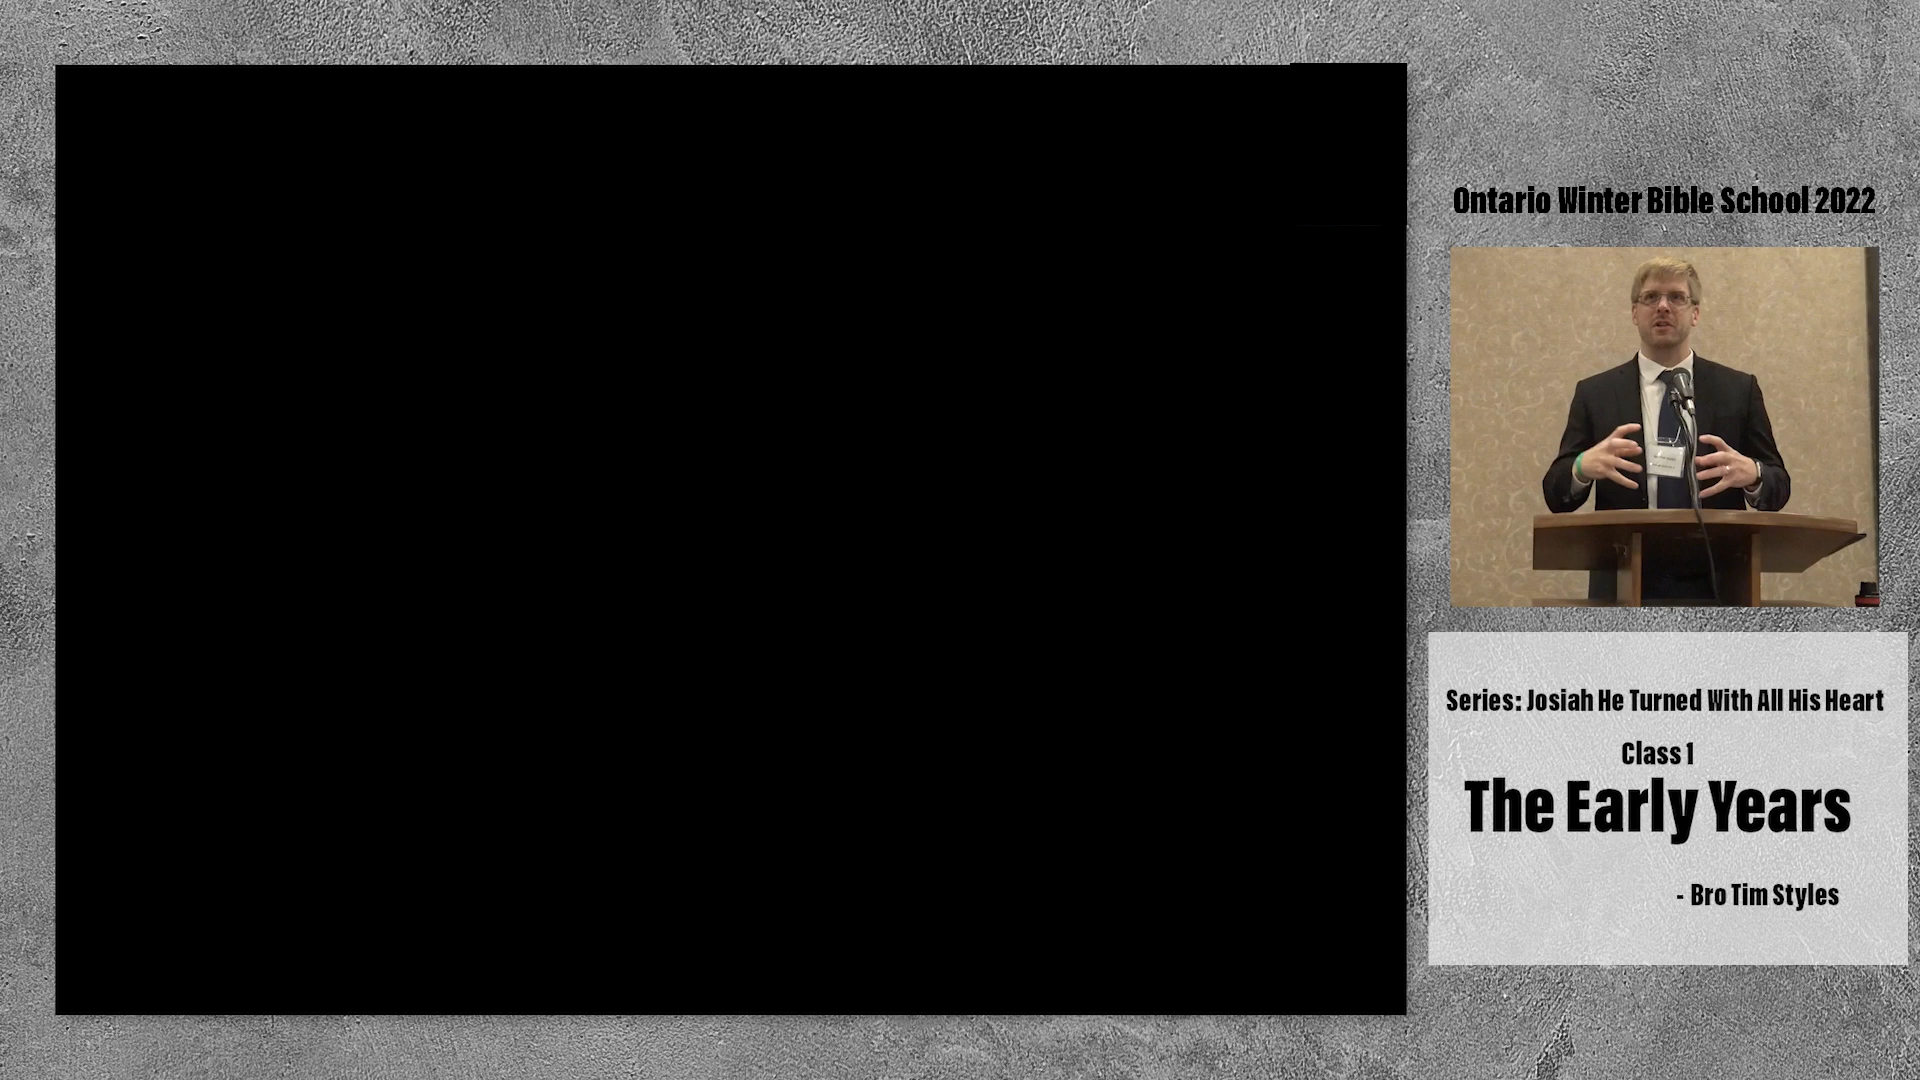 Ontario Winter Bible School 2022
Series: Josiah He Turned With All His Heart
Class 1
The Early Years
- Bro Tim Styles